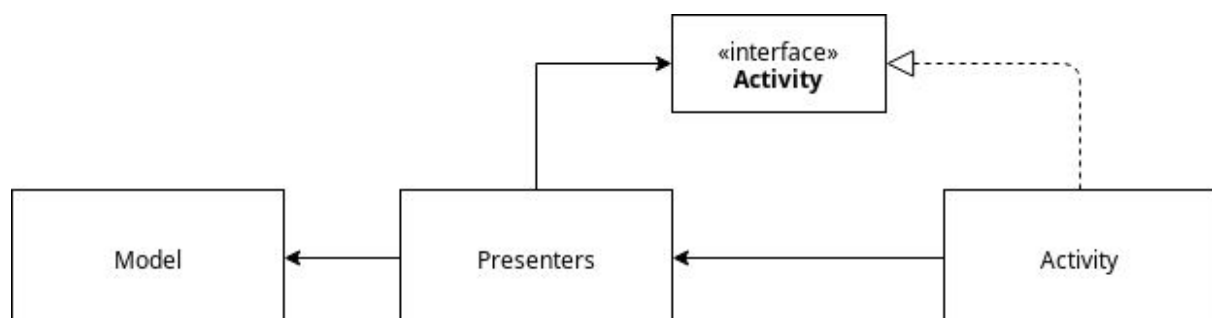 «interface»
Activity
Model
Presenters
Activity